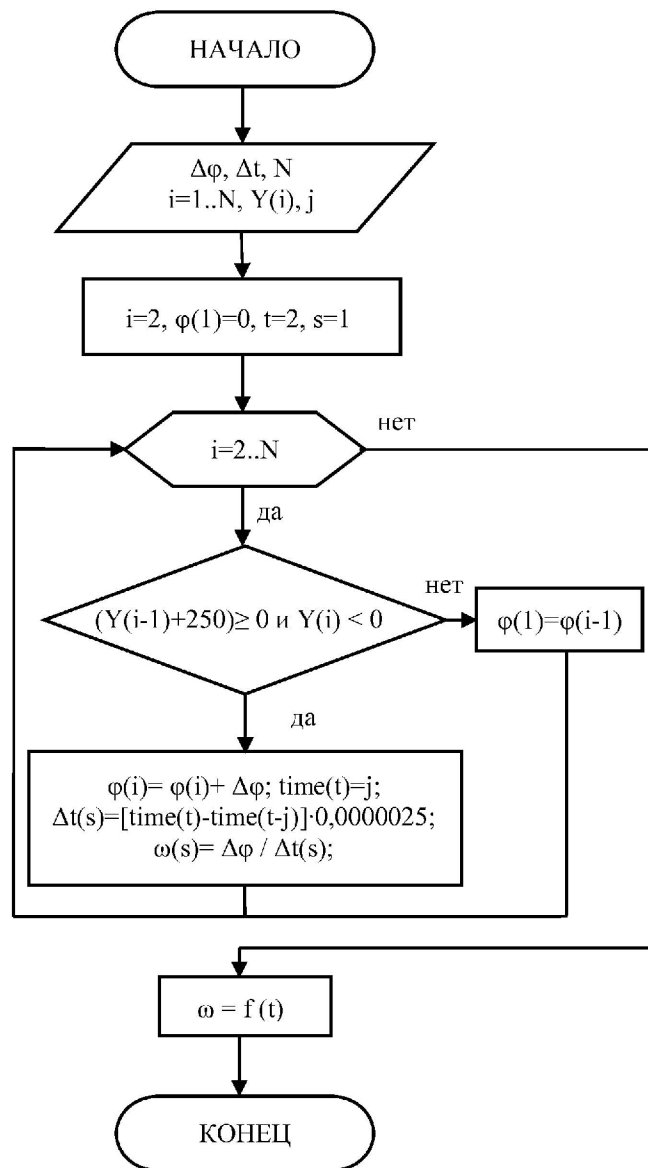 НАЧАЛО
Δφ, Δt, N
i=1..N, Y(i), j
i=2, φ(1)=0, t=2, s=1
нет
i=2..N
да
нет
(Y(i-1)+250)≥ 0 и Y(i) < 0
φ(1)=φ(i-1)
да
φ(i)= φ(i)+ Δφ; time(t)=j;
Δt(s)=[time(t)-time(t-j)]·0,0000025;
ω(s)= Δφ / Δt(s);
ω = f (t)
КОНЕЦ